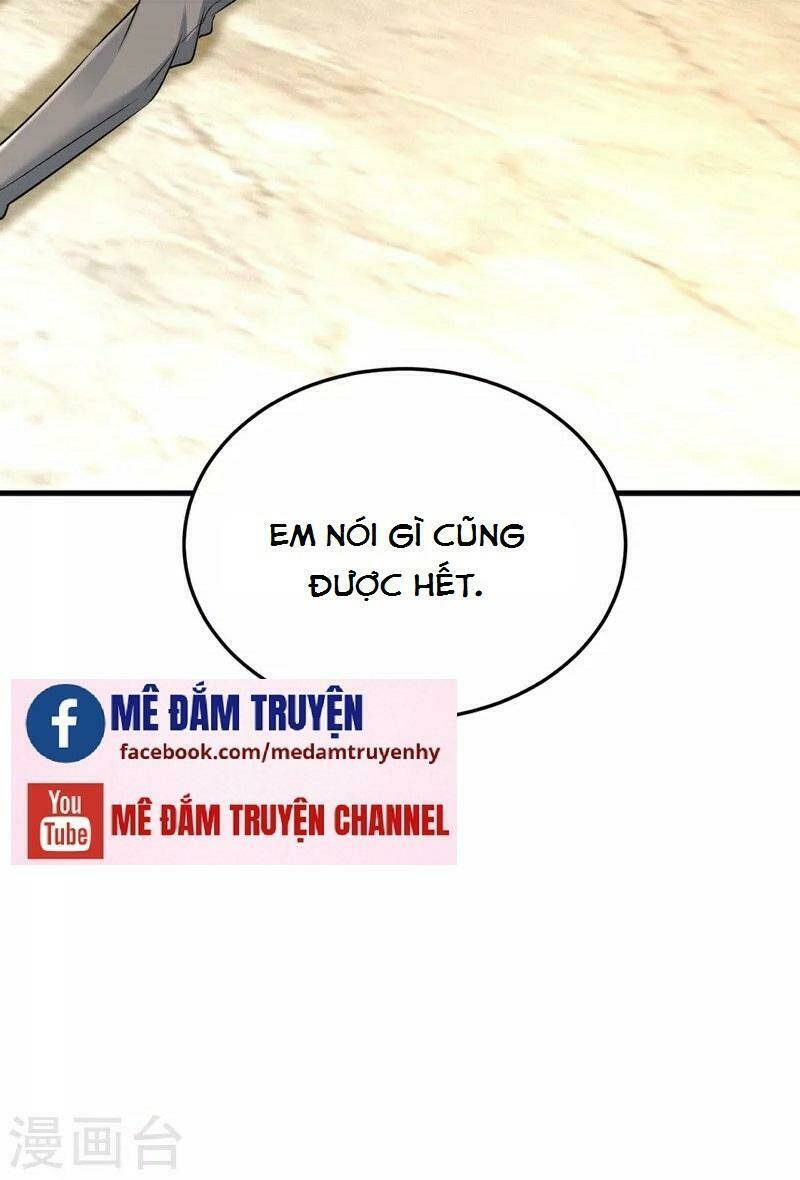 EM NÓI GÌ CŨNG
ĐƯỢC HẾT.
f
MÊ ĐẮM TRUYỆN
facebook.com/medamtruyenhy
You
Tube
MÊ ĐẮM TRUYỆN CHANNEL
漫画台